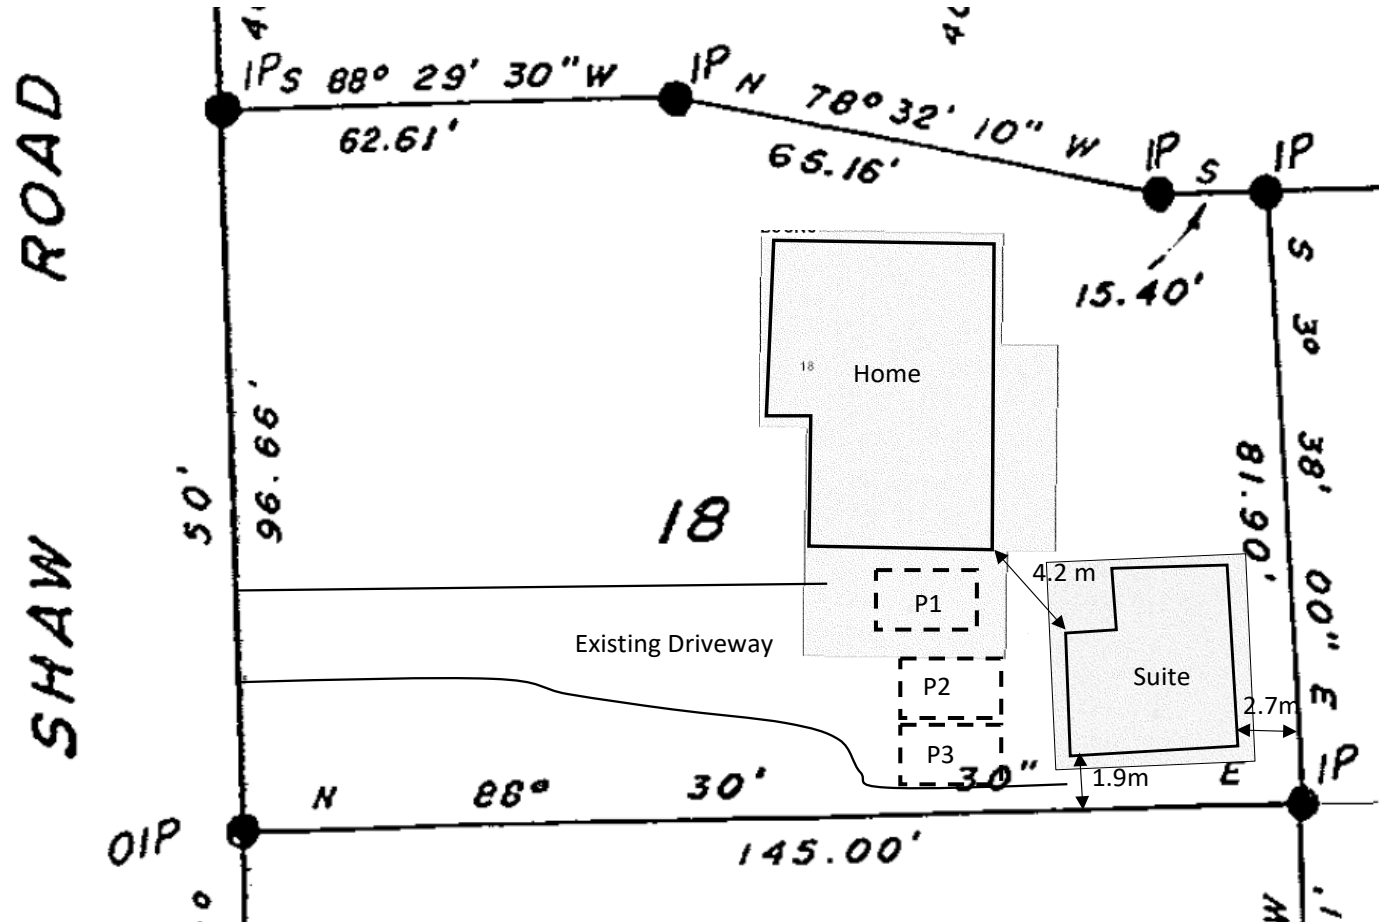 ROAD
SHAW
IP
S 88° 29' 30" W
62.61'
IP
N 78° 32' 10" W
65.16'
IP
S
IP
15.40'
S 3° 38' 00" E
81.90'
50'
96.66'
18
Home
18
4.2 m
P1
Existing Driveway
P2
P3
Suite
2.7m
1.9m
IP
OIP
N 86° 30' 30" E
145.00'